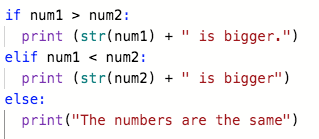 if num1 > num2:
  print (str(num1) + " is bigger.")
elif num1 < num2:
  print (str(num2) + " is bigger")
else:
  print("The numbers are the same")